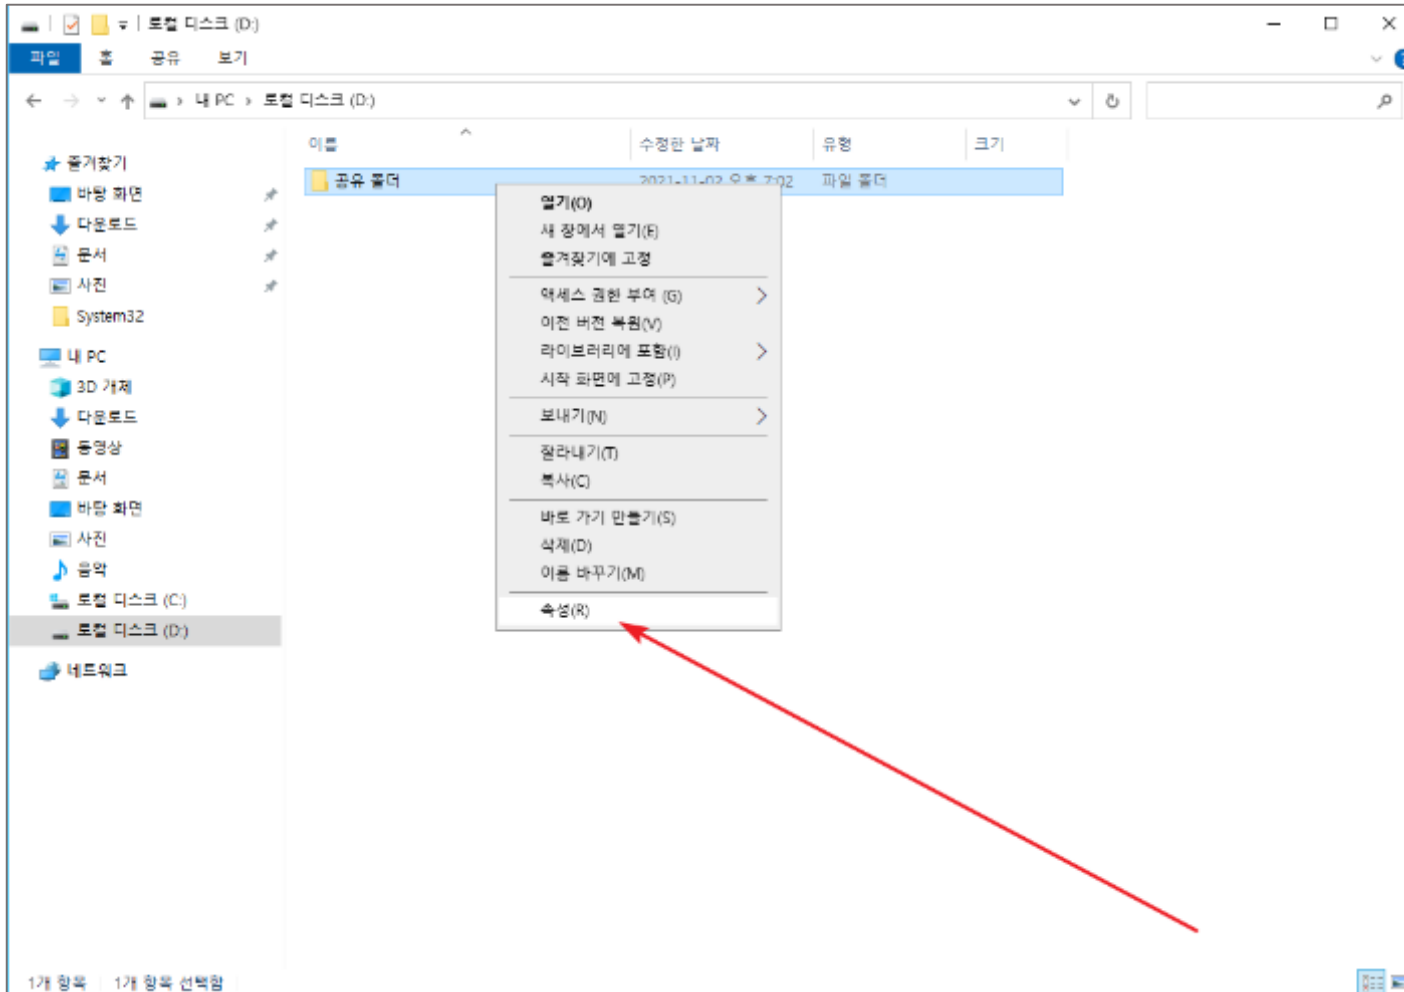 로컬 디스크 (D:)
파일 홈 공유 보기
내 PC 로컬 디스크 (D:)
이름 수정한 날짜 유형 크기
즐겨찾기
바탕 화면
다운로드
문서
사진
System32
내 PC
3D 개체
다운로드
동영상
문서
바탕 화면
사진
음악
로컬 디스크 (C:)
로컬 디스크 (D:)
네트워크
공유 폴더 2021-11-02 오후 7:02 파일 폴더
열기(O)
새 창에서 열기(E)
즐겨찾기에 고정
액세스 권한 부여 (G)
이전 버전 복원(V)
라이브러리에 포함(I)
시작 화면에 고정(P)
보내기(N)
잘라내기(T)
복사(C)
바로 가기 만들기(S)
삭제(D)
이름 바꾸기(M)
속성(R)
1개 항목 1개 항목 선택함